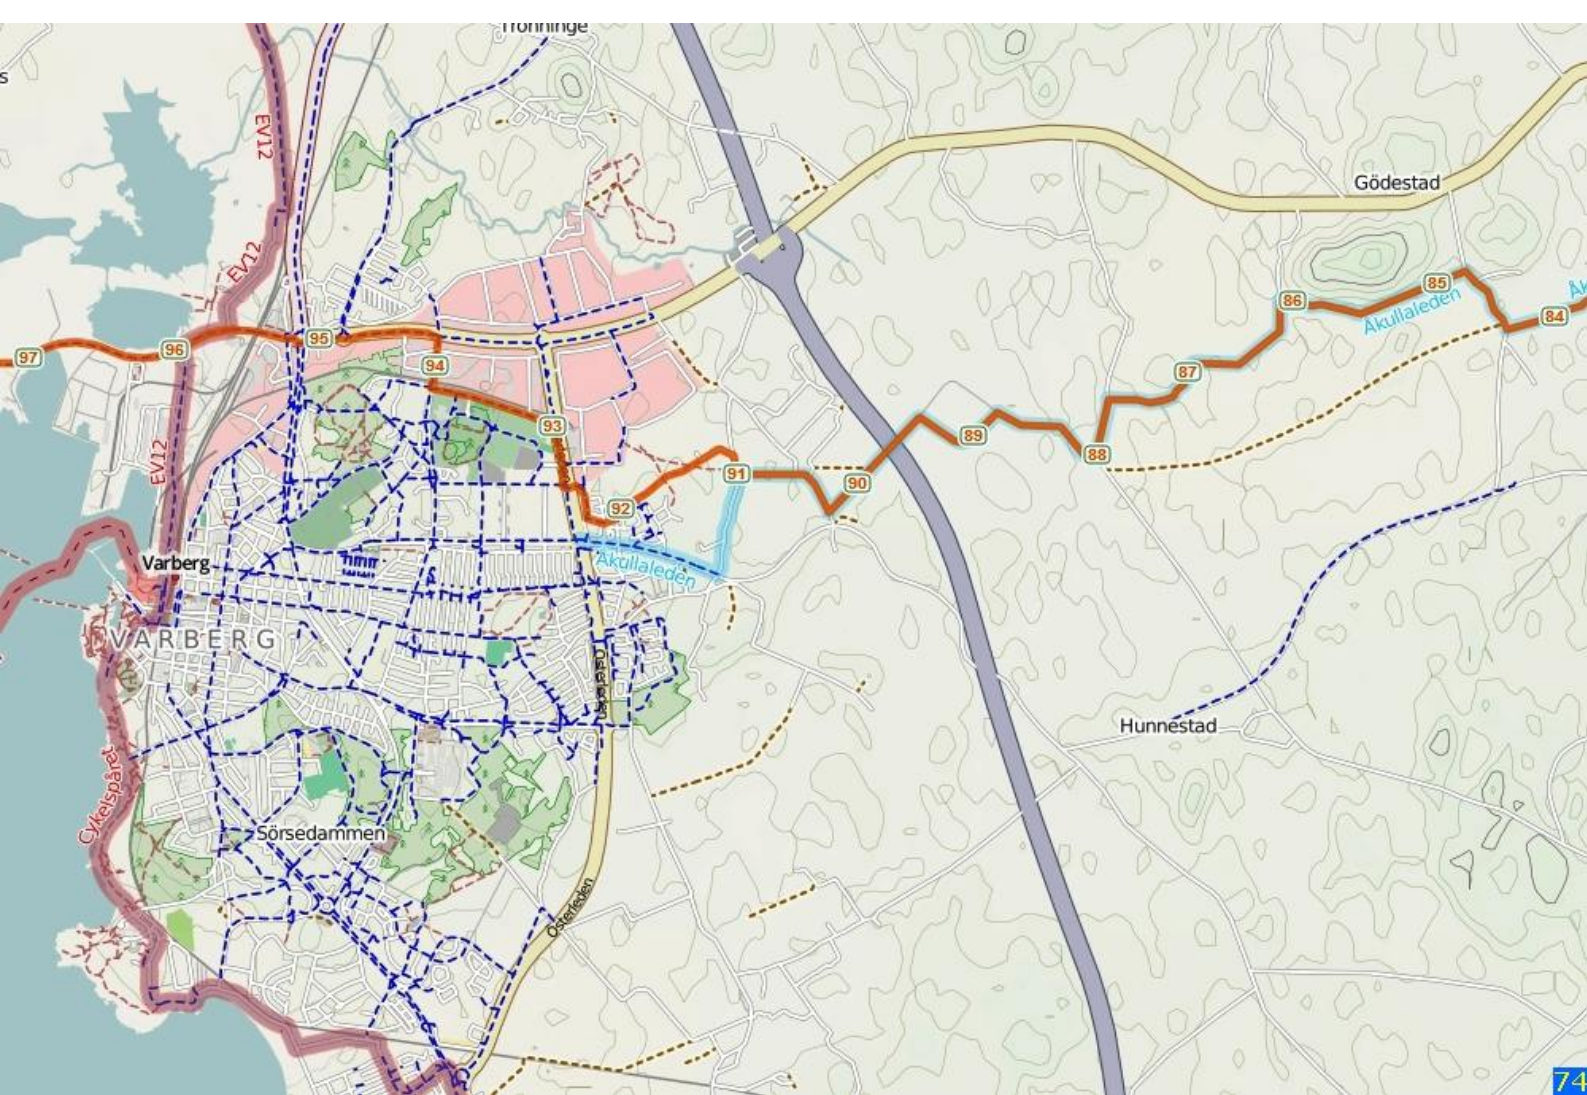 Tronninge
s
EV12
Gödestad
EV12
86
85
Åk
Åkullaleden
84
95
96
97
94
87
93
89
EV12
88
91
90
92
Varberg
Åkullaleden
VARBERG
Österleden
Hunnestad
Cykelspåret
Sörsedammen
Österleden
74